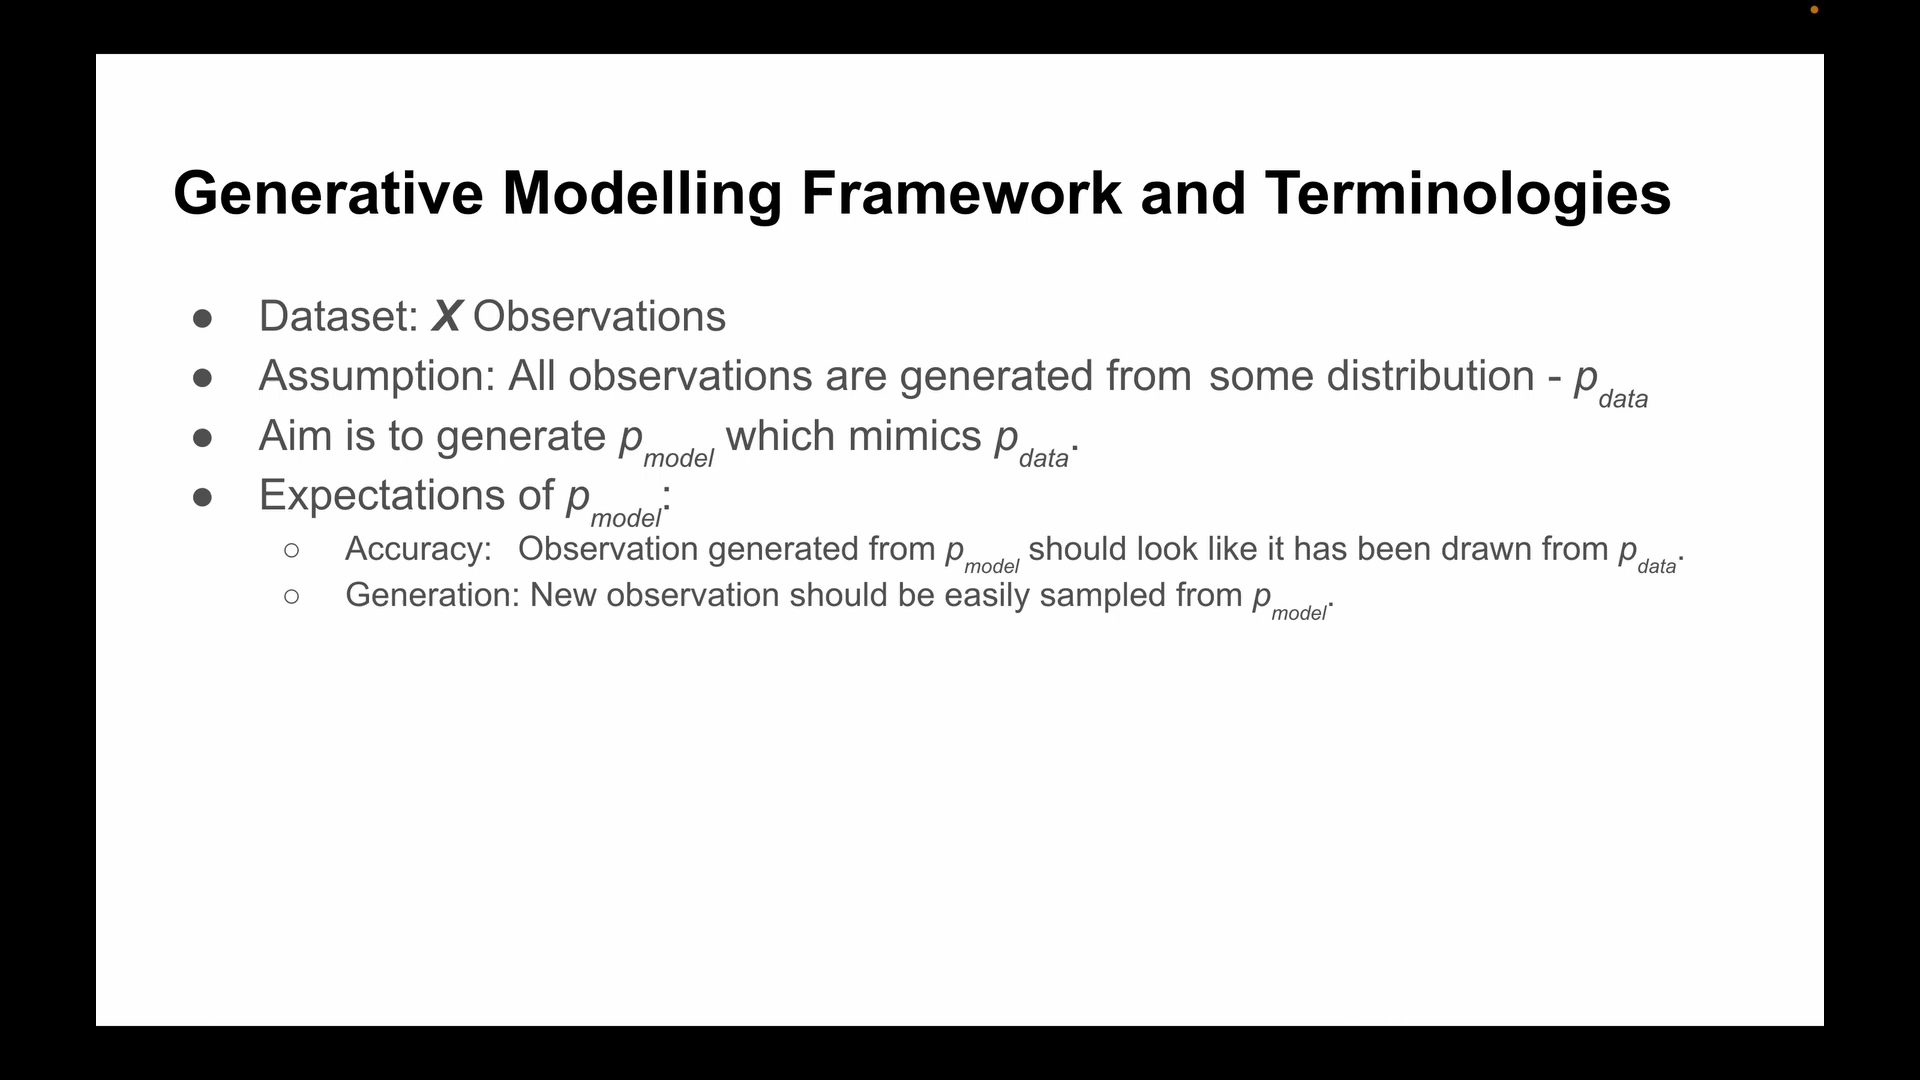 Generative Modelling Framework and Terminologies
● Dataset: X Observations
● Assumption: All observations are generated from some distribution - p_data
● Aim is to generate p_model which mimics p_data.
● Expectations of p_model:
○ Accuracy: Observation generated from p_model should look like it has been drawn from p_data.
○ Generation: New observation should be easily sampled from p_model.